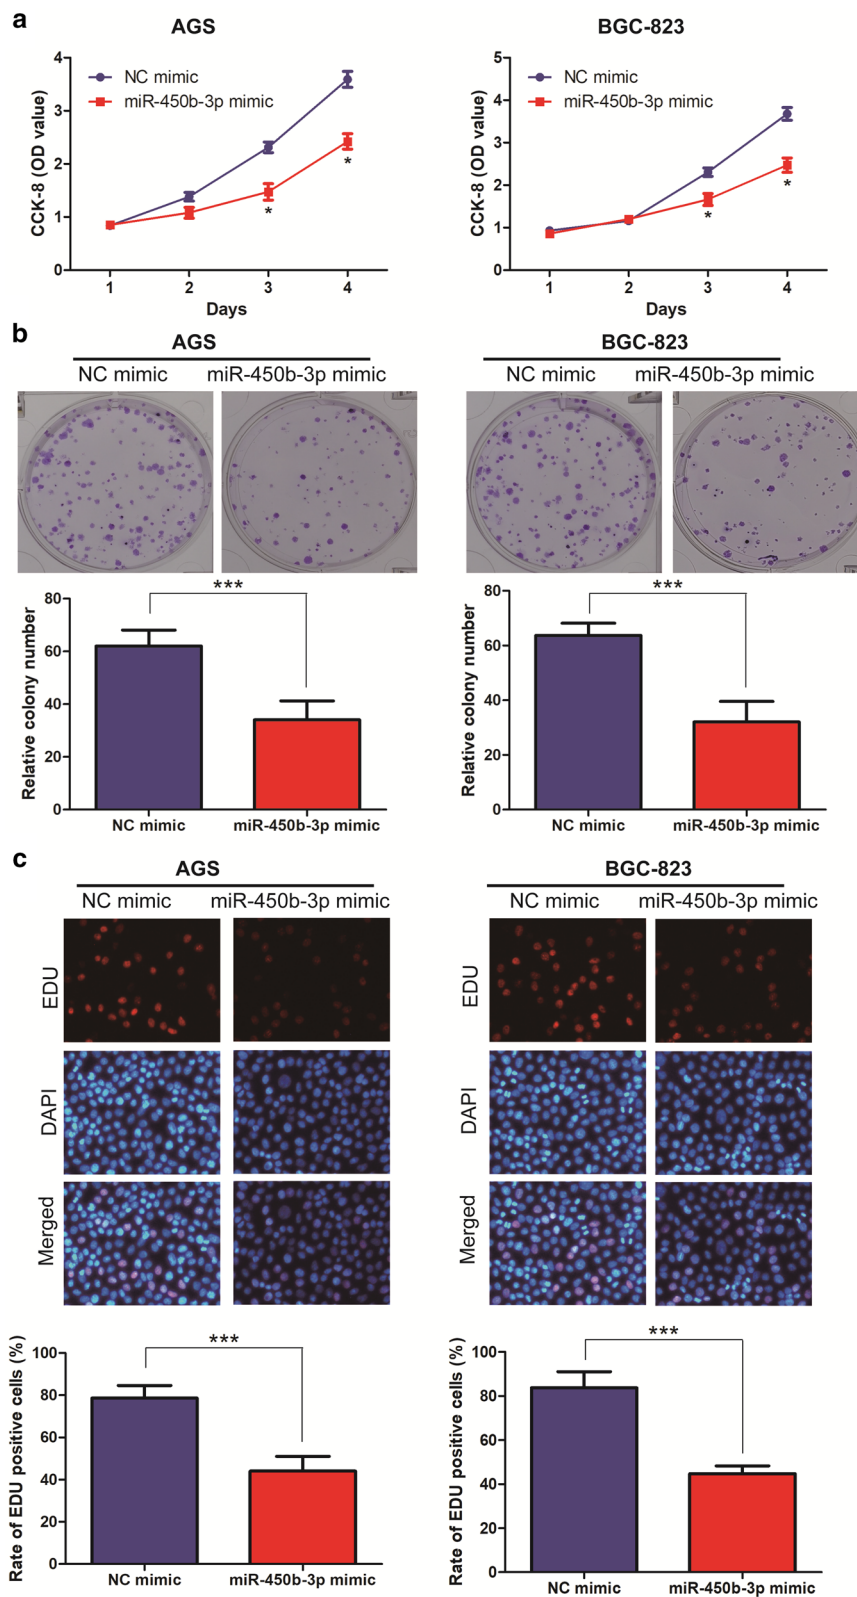 a
AGS
BGC-823
CCK-8 (OD value)
4
3
2
1
0
NC mimic
miR-450b-3p mimic
*
*
1 2 3 4
Days
CCK-8 (OD value)
5
4
3
2
1
0
NC mimic
miR-450b-3p mimic
*
*
1 2 3 4
Days
b
AGS
BGC-823
NC mimic miR-450b-3p mimic
NC mimic miR-450b-3p mimic
Relative colony number
80
60
40
20
0
***
NC mimic miR-450b-3p mimic
Relative colony number
80
60
40
20
0
***
NC mimic miR-450b-3p mimic
c
AGS
BGC-823
NC mimic miR-450b-3p mimic
NC mimic miR-450b-3p mimic
EDU
EDU
DAPI
DAPI
Merged
Merged
Rate of EDU positive cells (%)
100
80
60
40
20
0
***
NC mimic miR-450b-3p mimic
Rate of EDU positive cells (%)
100
80
60
40
20
0
***
NC mimic miR-450b-3p mimic